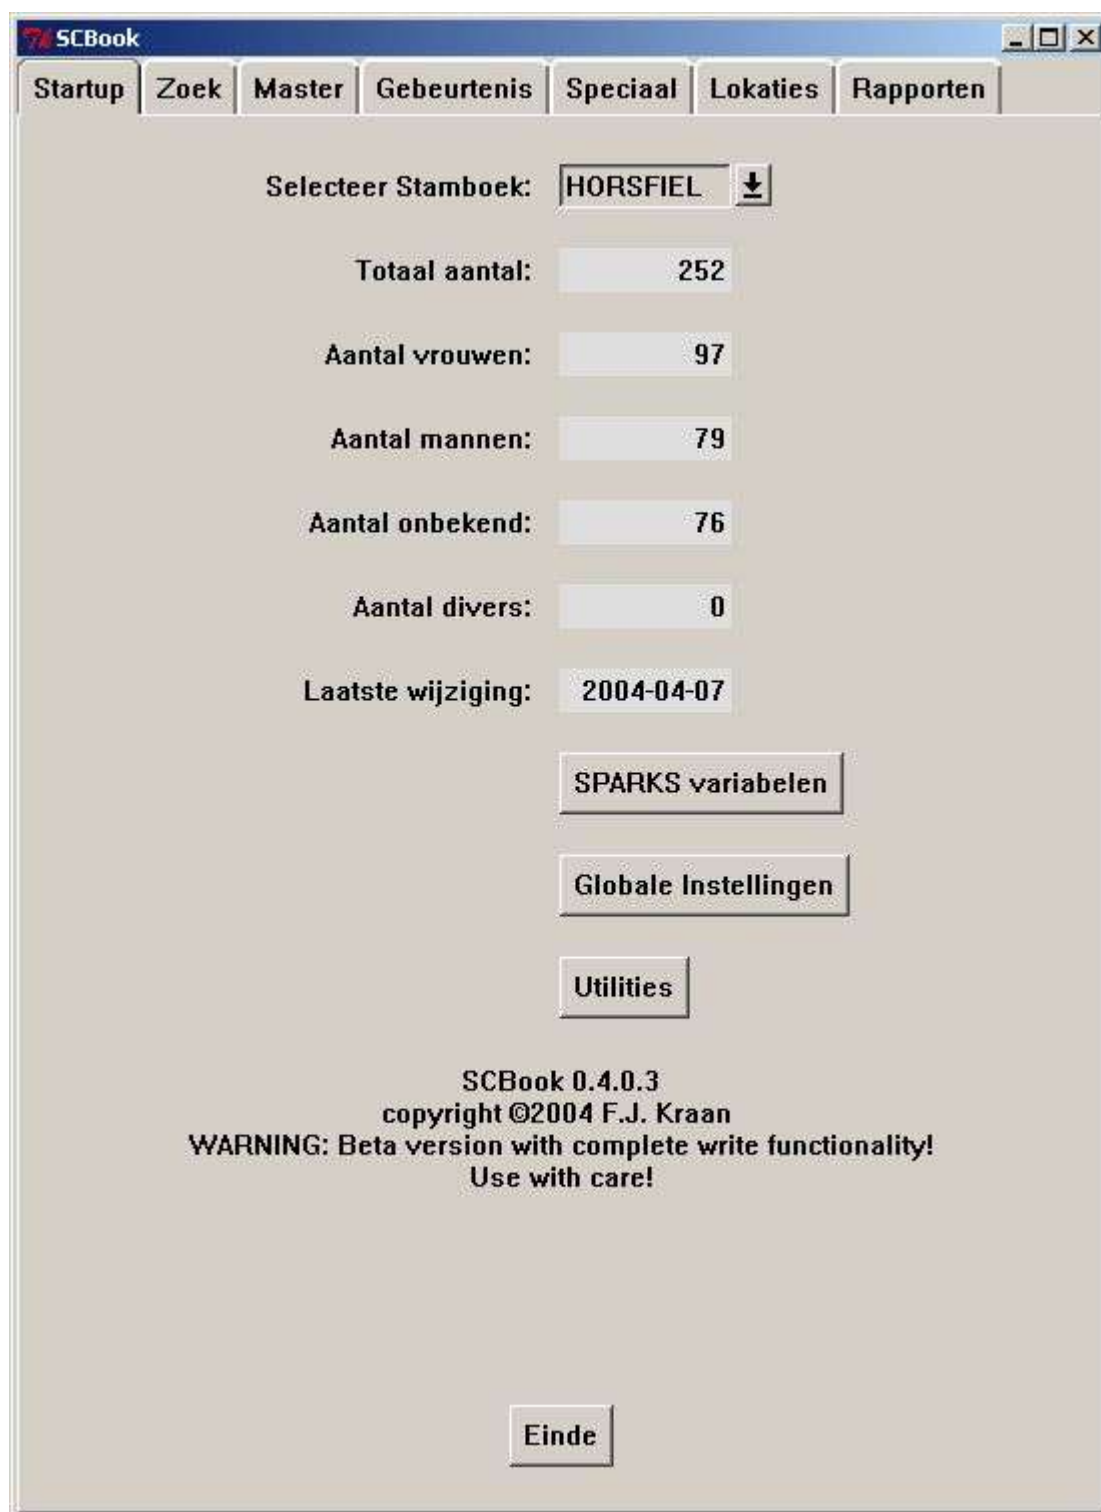 SCBook
Startup Zoek Master Gebeurtenis Speciaal Lokaties Rapporten
Selecteer Stamboek: HORSFIEL
Totaal aantal: 252
Aantal vrouwen: 97
Aantal mannen: 79
Aantal onbekend: 76
Aantal divers: 0
Laatste wijziging: 2004-04-07
SPARKS variabelen
Globale Instellingen
Utilities
SCBook 0.4.0.3
copyright ©2004 F.J. Kraan
WARNING: Beta version with complete write functionality!
Use with care!
Einde